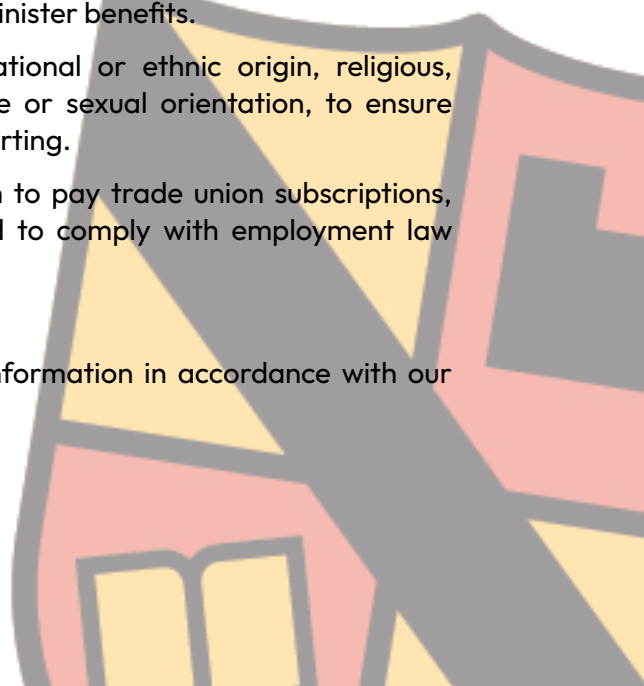 inister benefits.
ational or ethnic origin, religious,
e or sexual orientation, to ensure
rting.
to pay trade union subscriptions,
to comply with employment law
nformation in accordance with our